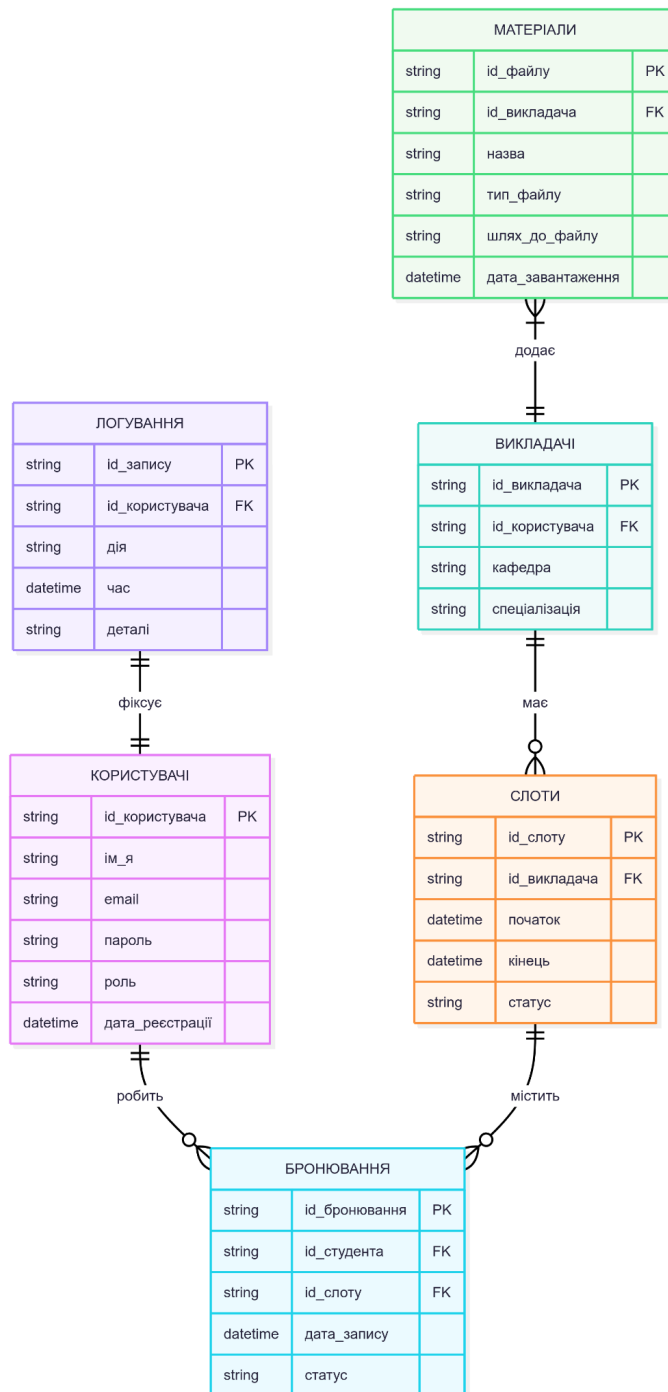 МАТЕРІАЛИ
string id_файлу PK
string id_викладача FK
string назва
string тип_файлу
string шлях_до_файлу
datetime дата_завантаження
додає
ЛОГУВАННЯ
string id_запису PK
string id_користувача FK
string дія
datetime час
string деталі
ВИКЛАДАЧІ
string id_викладача PK
string id_користувача FK
string кафедра
string спеціалізація
фіксує
має
КОРИСТУВАЧІ
string id_користувача PK
string ім_я
string email
string пароль
string роль
datetime дата_реєстрації
СЛОТИ
string id_слоту PK
string id_викладача FK
datetime початок
datetime кінець
string статус
робить
містить
БРОНЮВАННЯ
string id_бронювання PK
string id_студента FK
string id_слоту FK
datetime дата_запису
string статус